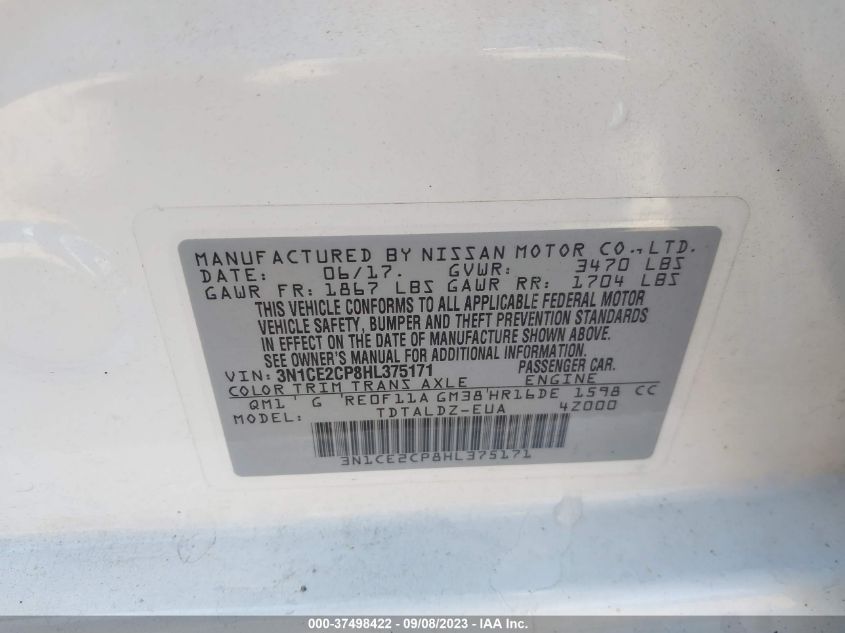 MANUFACTURED BY NISSAN MOTOR CO., LTD.
DATE: 06/17. GVWR: 3470 LBS
GAWR FR: 1867 LBS GAWR RR: 1704 LBS
THIS VEHICLE CONFORMS TO ALL APPLICABLE FEDERAL MOTOR
VEHICLE SAFETY, BUMPER AND THEFT PREVENTION STANDARDS
IN EFFECT ON THE DATE OF MANUFACTURE SHOWN ABOVE.
SEE OWNER'S MANUAL FOR ADDITIONAL INFORMATION.
VIN: 3N1CE2CP8HL375171 PASSENGER CAR.
COLOR TRIM TRANS AXLE ENGINE
QM1 G RE0F11A GM38 HR16DE 1598 CC
MODEL: TDTALDZ-EUA 4Z000
3N1CE2CP8HL375171
000-37498422 - 09/08/2023 - IAA Inc.